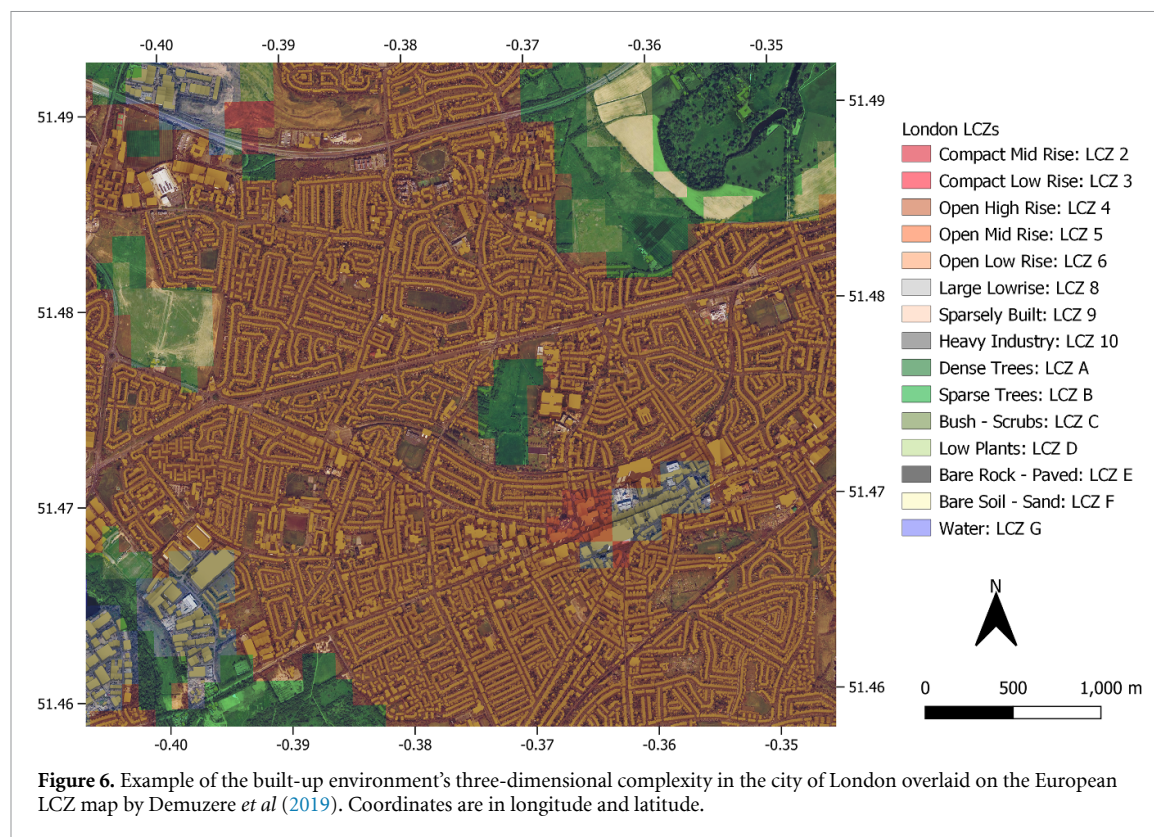 -0.40 -0.39 -0.38 -0.37 -0.36 -0.35
51.49 51.49
51.48 51.48
51.47 51.47
51.46 51.46
-0.40 -0.39 -0.38 -0.37 -0.36 -0.35
London LCZs
Compact Mid Rise: LCZ 2
Compact Low Rise: LCZ 3
Open High Rise: LCZ 4
Open Mid Rise: LCZ 5
Open Low Rise: LCZ 6
Large Lowrise: LCZ 8
Sparsely Built: LCZ 9
Heavy Industry: LCZ 10
Dense Trees: LCZ A
Sparse Trees: LCZ B
Bush - Scrubs: LCZ C
Low Plants: LCZ D
Bare Rock - Paved: LCZ E
Bare Soil - Sand: LCZ F
Water: LCZ G
N
0 500 1,000 m
Figure 6. Example of the built-up environment’s three-dimensional complexity in the city of London overlaid on the European
LCZ map by Demuzere et al (2019). Coordinates are in longitude and latitude.